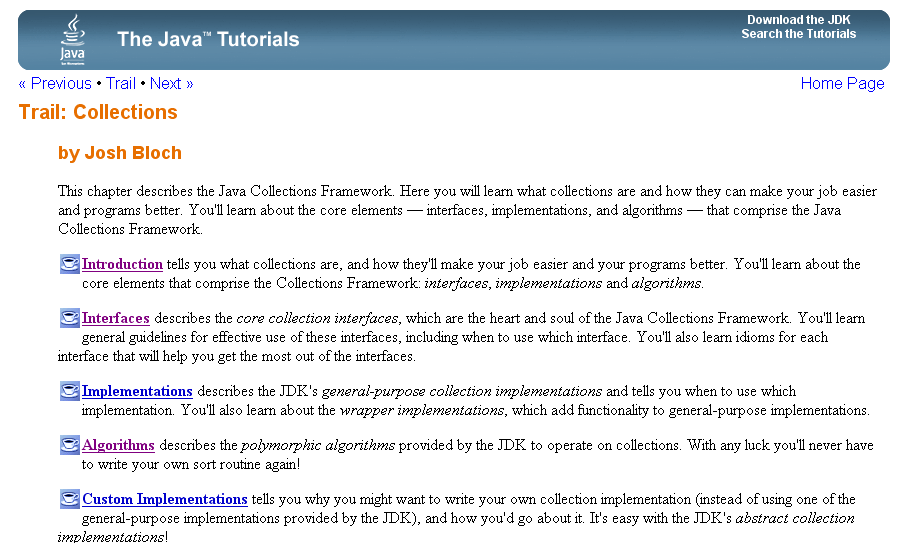 Download the JDK
Search the Tutorials
Java
The Java™ Tutorials
« Previous • Trail • Next »
Home Page
Trail: Collections
by Josh Bloch
This chapter describes the Java Collections Framework. Here you will learn what collections are and how they can make your job easier
and programs better. You'll learn about the core elements — interfaces, implementations, and algorithms — that comprise the Java
Collections Framework.
Introduction tells you what collections are, and how they'll make your job easier and your programs better. You'll learn about the
core elements that comprise the Collections Framework: interfaces, implementations and algorithms.
Interfaces describes the core collection interfaces, which are the heart and soul of the Java Collections Framework. You'll learn
general guidelines for effective use of these interfaces, including when to use which interface. You'll also learn idioms for each
interface that will help you get the most out of the interfaces.
Implementations describes the JDK's general-purpose collection implementations and tells you when to use which
implementation. You'll also learn about the wrapper implementations, which add functionality to general-purpose implementations.
Algorithms describes the polymorphic algorithms provided by the JDK to operate on collections. With any luck you'll never have
to write your own sort routine again!
Custom Implementations tells you why you might want to write your own collection implementation (instead of using one of the
general-purpose implementations provided by the JDK), and how you'd go about it. It's easy with the JDK's abstract collection
implementations!